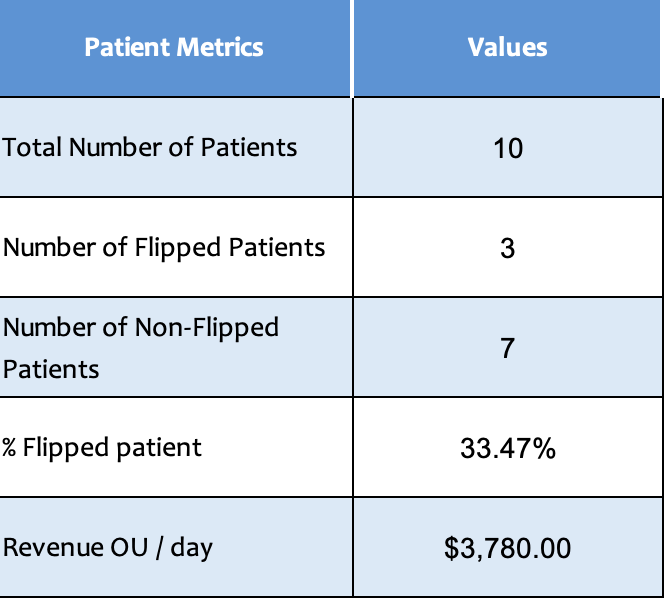 Patient Metrics
Values
Total Number of Patients
10
Number of Flipped Patients
3
Number of Non-Flipped
Patients
7
% Flipped patient
33.47%
Revenue OU / day
$3,780.00